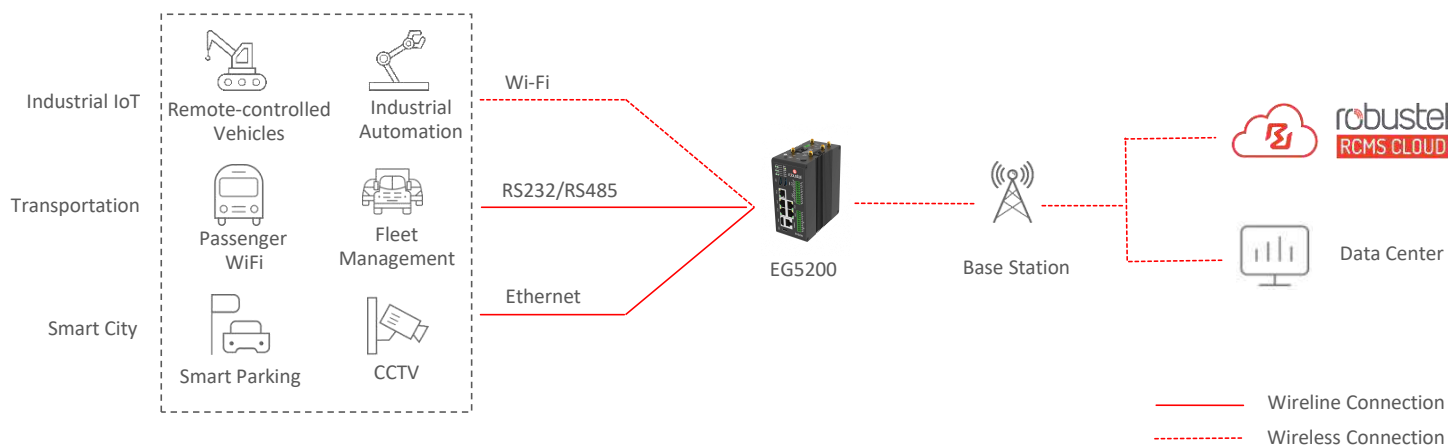 Industrial IoT
Remote-controlled
Vehicles
Industrial
Automation
Transportation
Passenger
WiFi
Fleet
Management
Smart City
Smart Parking
CCTV
Wi-Fi
RS232/RS485
Ethernet
EG5200
Base Station
robustel
RCMS CLOUD
Data Center
Wireline Connection
Wireless Connection